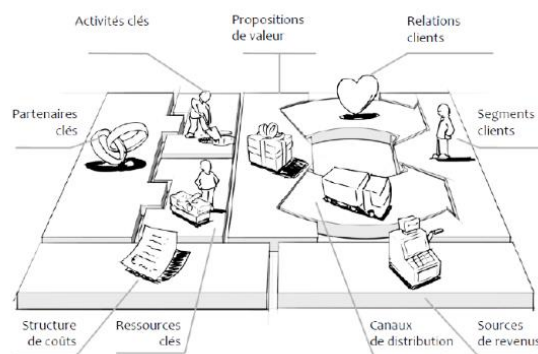 Activités clés
Propositions
de valeur
Relations
clients
Partenaires
clés
Segments
clients
Structure
de coûts
Ressources
clés
Canaux
de distribution
Sources
de revenus